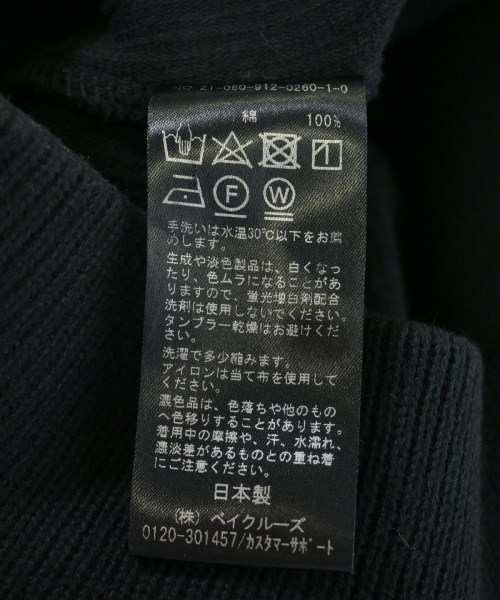 NO 21-080-912-0260-1-0
綿 100%
F W
手洗いは水温30℃以下をお薦
めします。
生成や淡色製品は、白くなっ
たり、色ムラになることがあ
りますので、蛍光増白剤配合
洗剤は使用しないでください。
タンブラー乾燥はお避けくだ
さい。
洗濯で多少縮みます。
アイロンは当て布を使用して
ください。
濃色品は、色落ちや他のもの
へ色移りすることがあります。
着用中の摩擦や、汗、水濡れ、
濃淡差があるものとの重ね着
にご注意ください。
日本製
(株) ベイクルーズ
0120-301457/カスタマーサポート